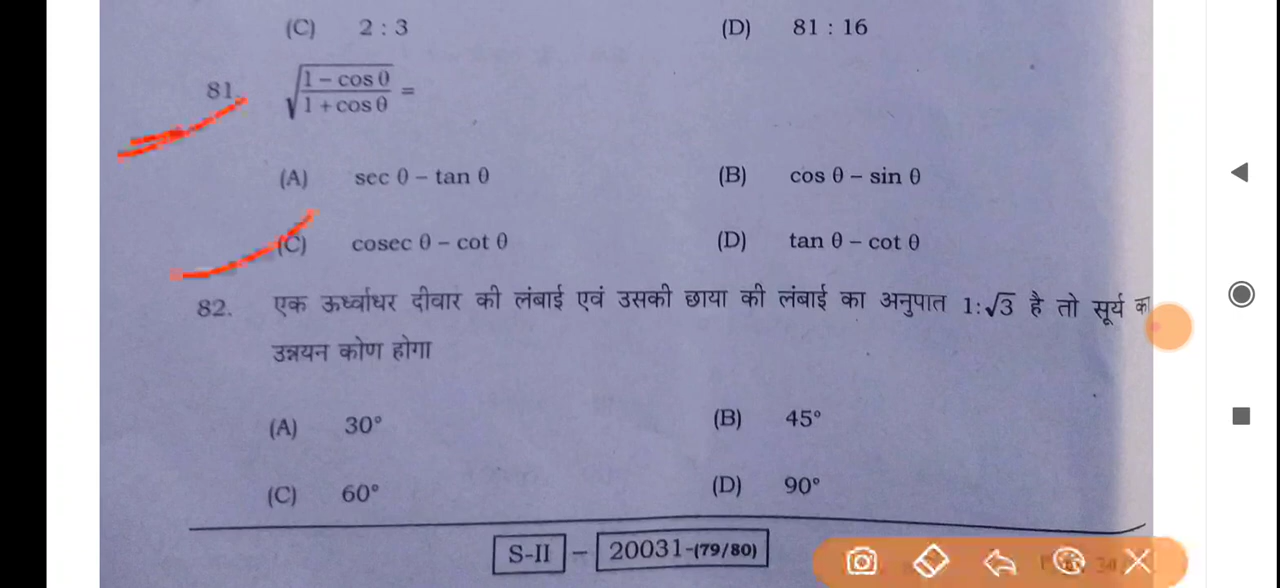 (C) 2 : 3 (D) 81 : 16
81. √((1 − cos θ)/(1 + cos θ)) =
(A) sec θ − tan θ (B) cos θ − sin θ
(C) cosec θ − cot θ (D) tan θ − cot θ
82. एक ऊर्ध्वाधर दीवार की लंबाई एवं उसकी छाया की लंबाई का अनुपात 1:√3 है तो सूर्य का
उन्नयन कोण होगा
(A) 30° (B) 45°
(C) 60° (D) 90°
S-II – 20031-(79/80)